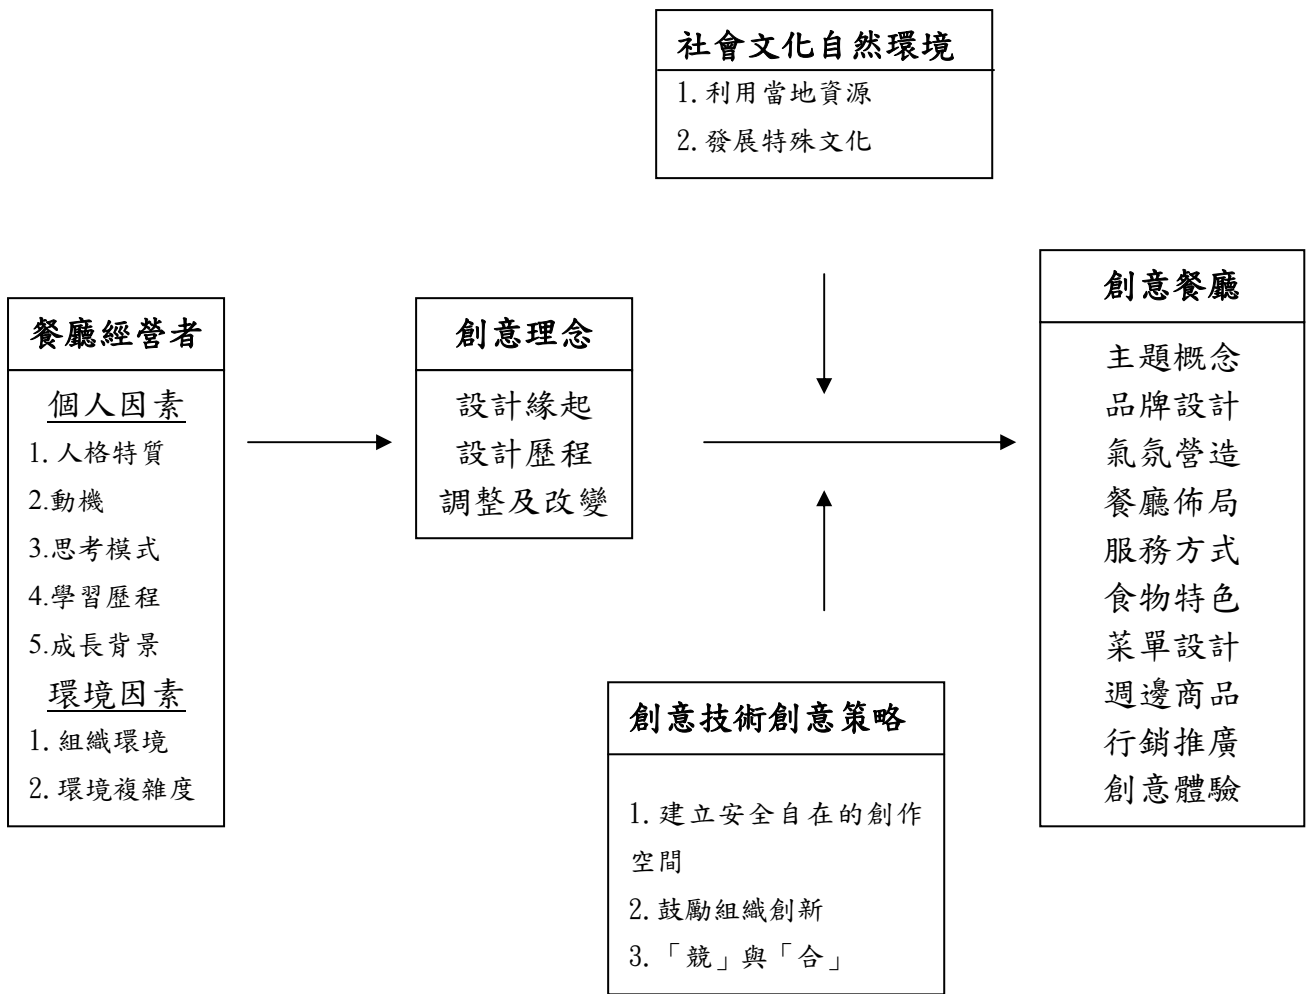 社會文化自然環境
1. 利用當地資源
2. 發展特殊文化
餐廳經營者
個人因素
1. 人格特質
2.動機
3.思考模式
4.學習歷程
5.成長背景
環境因素
1. 組織環境
2. 環境複雜度
創意理念
設計緣起
設計歷程
調整及改變
創意技術創意策略
1. 建立安全自在的創作
空間
2. 鼓勵組織創新
3. 「競」與「合」
創意餐廳
主題概念
品牌設計
氣氛營造
餐廳佈局
服務方式
食物特色
菜單設計
週邊商品
行銷推廣
創意體驗